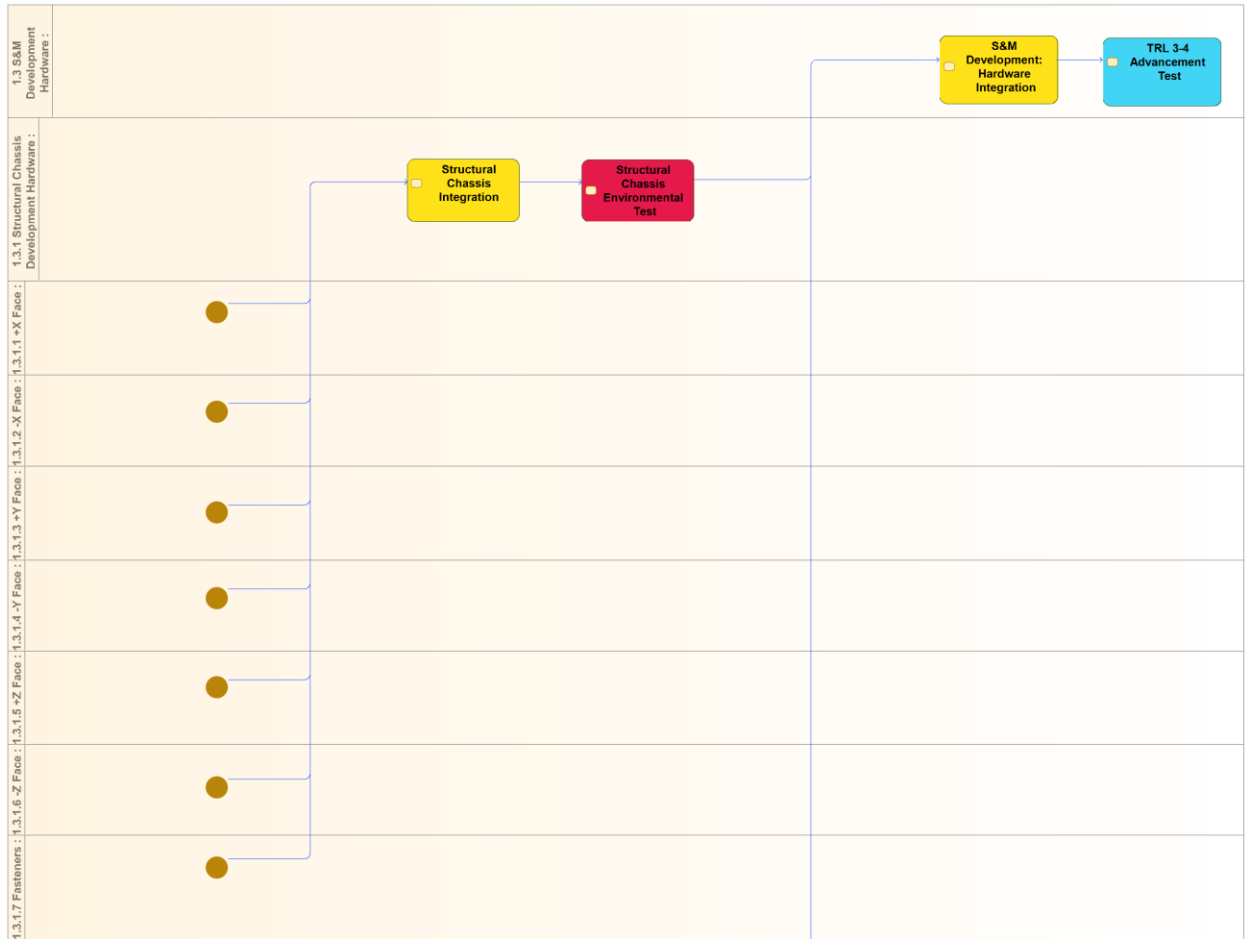 1.3 S&M
Development
Hardware :
S&M
Development:
Hardware
Integration
TRL 3-4
Advancement
Test
1.3.1 Structural Chassis
Development Hardware :
Structural
Chassis
Integration
Structural
Chassis
Environmental
Test
1.3.1.1 +X Face :
1.3.1.2 -X Face :
1.3.1.3 +Y Face :
1.3.1.4 -Y Face :
1.3.1.5 +Z Face :
1.3.1.6 -Z Face :
1.3.1.7 Fasteners :